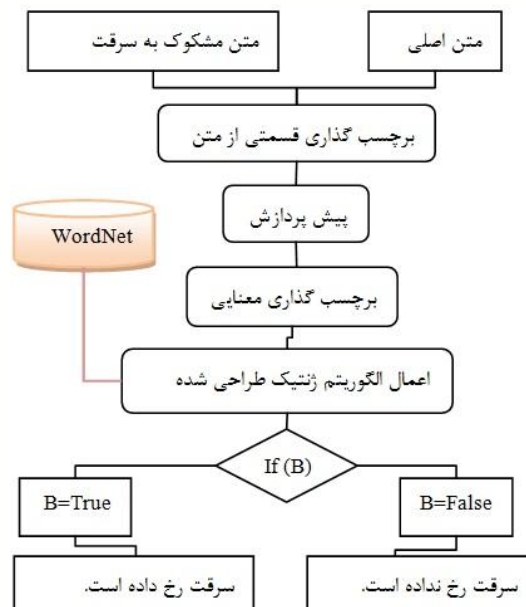 متن اصلی
متن مشکوک به سرقت
برچسب گذاری قسمتی از متن
پیش پردازش
WordNet
برچسب گذاری معنایی
اعمال الگوریتم ژنتیک طراحی شده
If (B)
B=True
B=False
سرقت رخ داده است.
سرقت رخ نداده است.